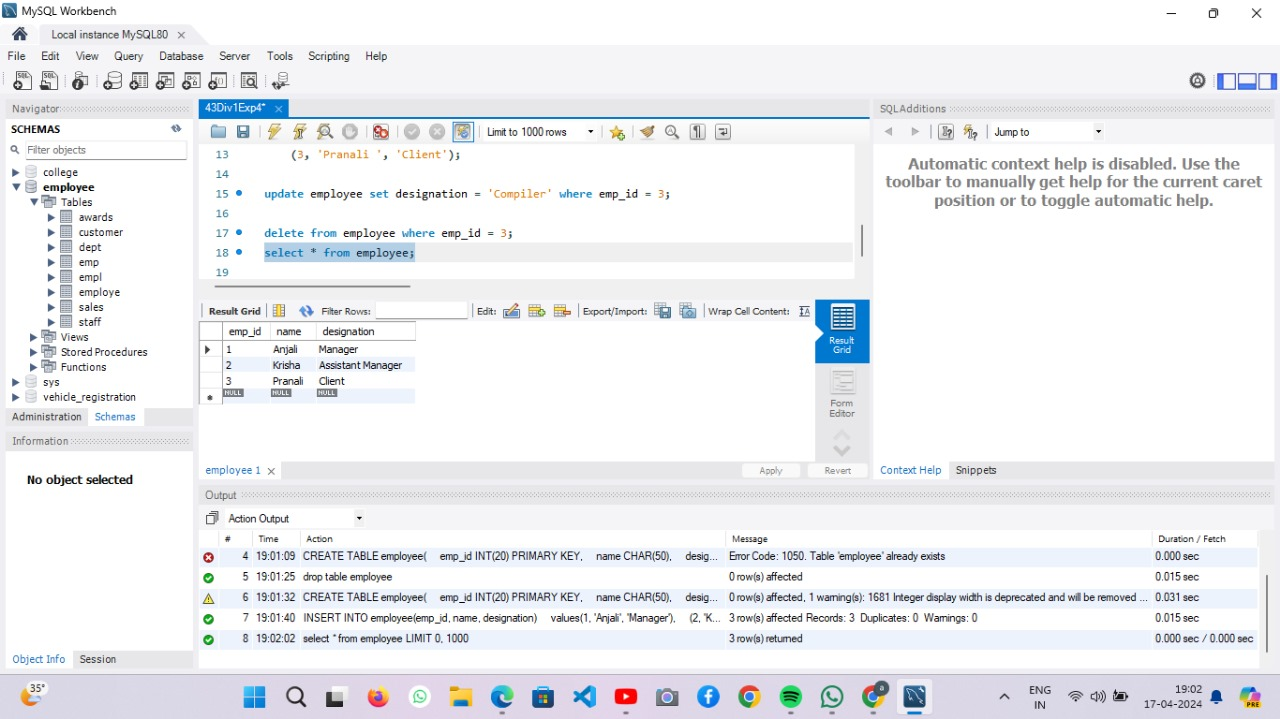 MySQL Workbench
Local instance MySQL80
File Edit View Query Database Server Tools Scripting Help
Navigator
SCHEMAS
Filter objects
college
employee
Tables
awards
customer
dept
emp
empl
employe
sales
staff
Views
Stored Procedures
Functions
sys
vehicle_registration
Administration Schemas
Information
No object selected
Object Info Session
43Div1Exp4*
Limit to 1000 rows
13 (3, 'Pranali ', 'Client');
14
15 update employee set designation = 'Compiler' where emp_id = 3;
16
17 delete from employee where emp_id = 3;
18 select * from employee;
19
Result Grid Filter Rows: Edit: Export/Import: Wrap Cell Content:
emp_id name designation
1 Anjali Manager
2 Krisha Assistant Manager
3 Pranali Client
NULL NULL NULL
Result
Grid
Form
Editor
employee 1 Apply Revert
SQLAdditions
Jump to
Automatic context help is disabled. Use the
toolbar to manually get help for the current caret
position or to toggle automatic help.
Context Help Snippets
Output
Action Output
# Time Action Message Duration / Fetch
4 19:01:09 CREATE TABLE employee( emp_id INT(20) PRIMARY KEY, name CHAR(50), desig... Error Code: 1050. Table 'employee' already exists 0.000 sec
5 19:01:25 drop table employee 0 row(s) affected 0.015 sec
6 19:01:32 CREATE TABLE employee( emp_id INT(20) PRIMARY KEY, name CHAR(50), desig... 0 row(s) affected, 1 warning(s): 1681 Integer display width is deprecated and will be removed ... 0.031 sec
7 19:01:40 INSERT INTO employee(emp_id, name, designation) values(1, 'Anjali', 'Manager'), (2, 'K... 3 row(s) affected Records: 3 Duplicates: 0 Warnings: 0 0.015 sec
8 19:02:02 select * from employee LIMIT 0, 1000 3 row(s) returned 0.000 sec / 0.000 sec
35°
ENG
IN
19:02
17-04-2024
PRE